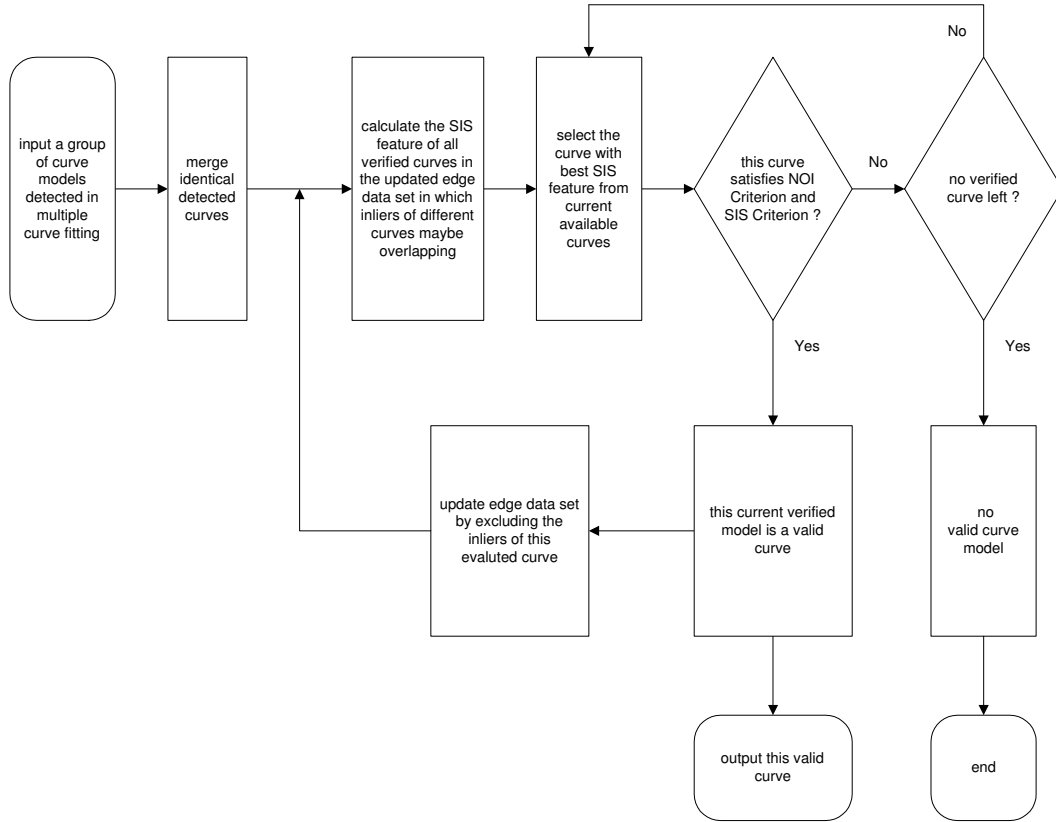 No
input a group
of curve
models
detected in
multiple
curve fitting
merge
identical
detected
curves
calculate the SIS
feature of all
verified curves in
the updated edge
data set in which
inliers of different
curves maybe
overlapping
select the
curve with
best SIS
feature from
current
available
curves
this curve
satisfies NOI
Criterion and
SIS Criterion ?
No
no verified
curve left ?
Yes
Yes
update edge data set
by excluding the
inliers of this
evaluted curve
this current verified
model is a valid
curve
no
valid curve
model
output this valid
curve
end